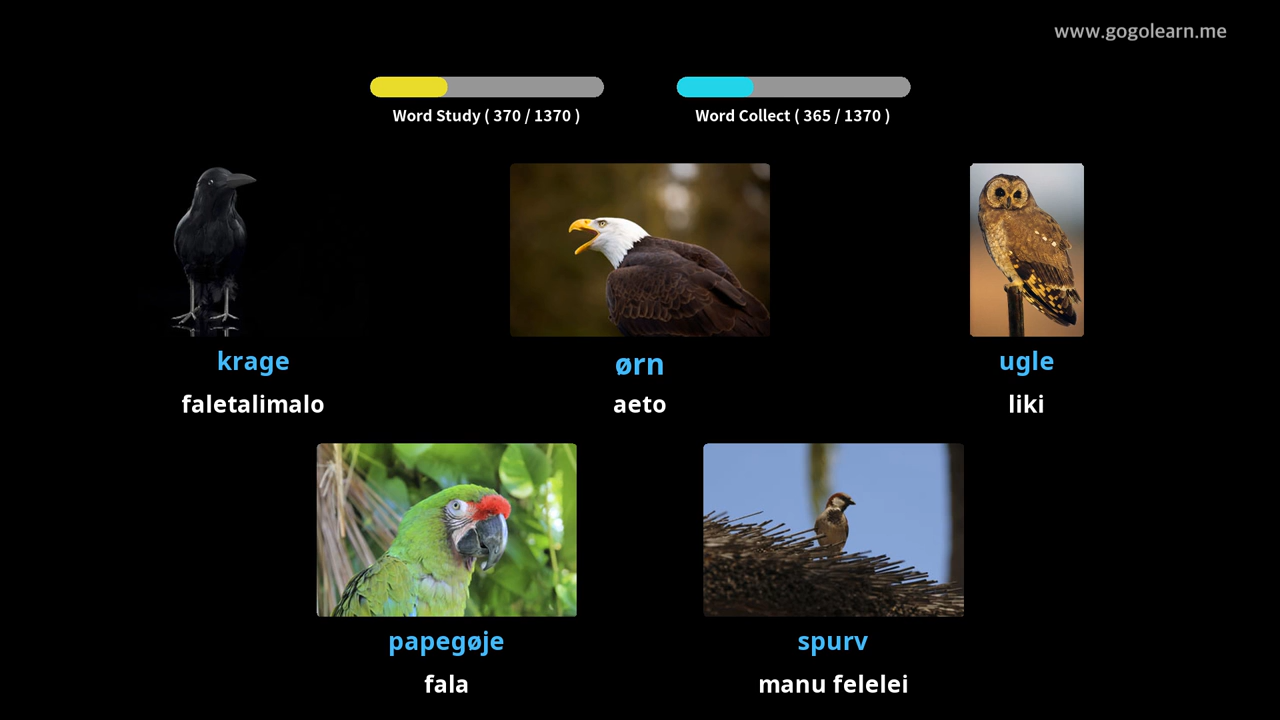 www.gogolearn.me
Word Study ( 370 / 1370 )
Word Collect ( 365 / 1370 )
krage
ørn
ugle
faletalimalo
aeto
liki
papegøje
spurv
fala
manu felelei